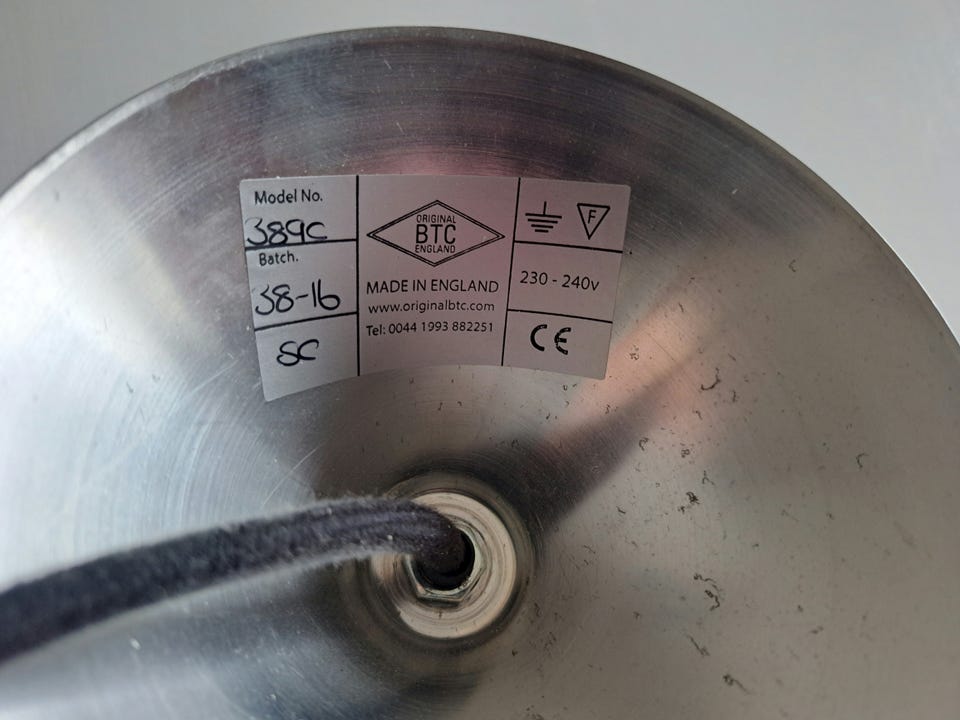 Model No.
389C
Batch.
38-16
SC
ORIGINAL
BTC
ENGLAND
MADE IN ENGLAND
www.originalbtc.com
Tel: 0044 1993 882251
F
230 - 240v
CE